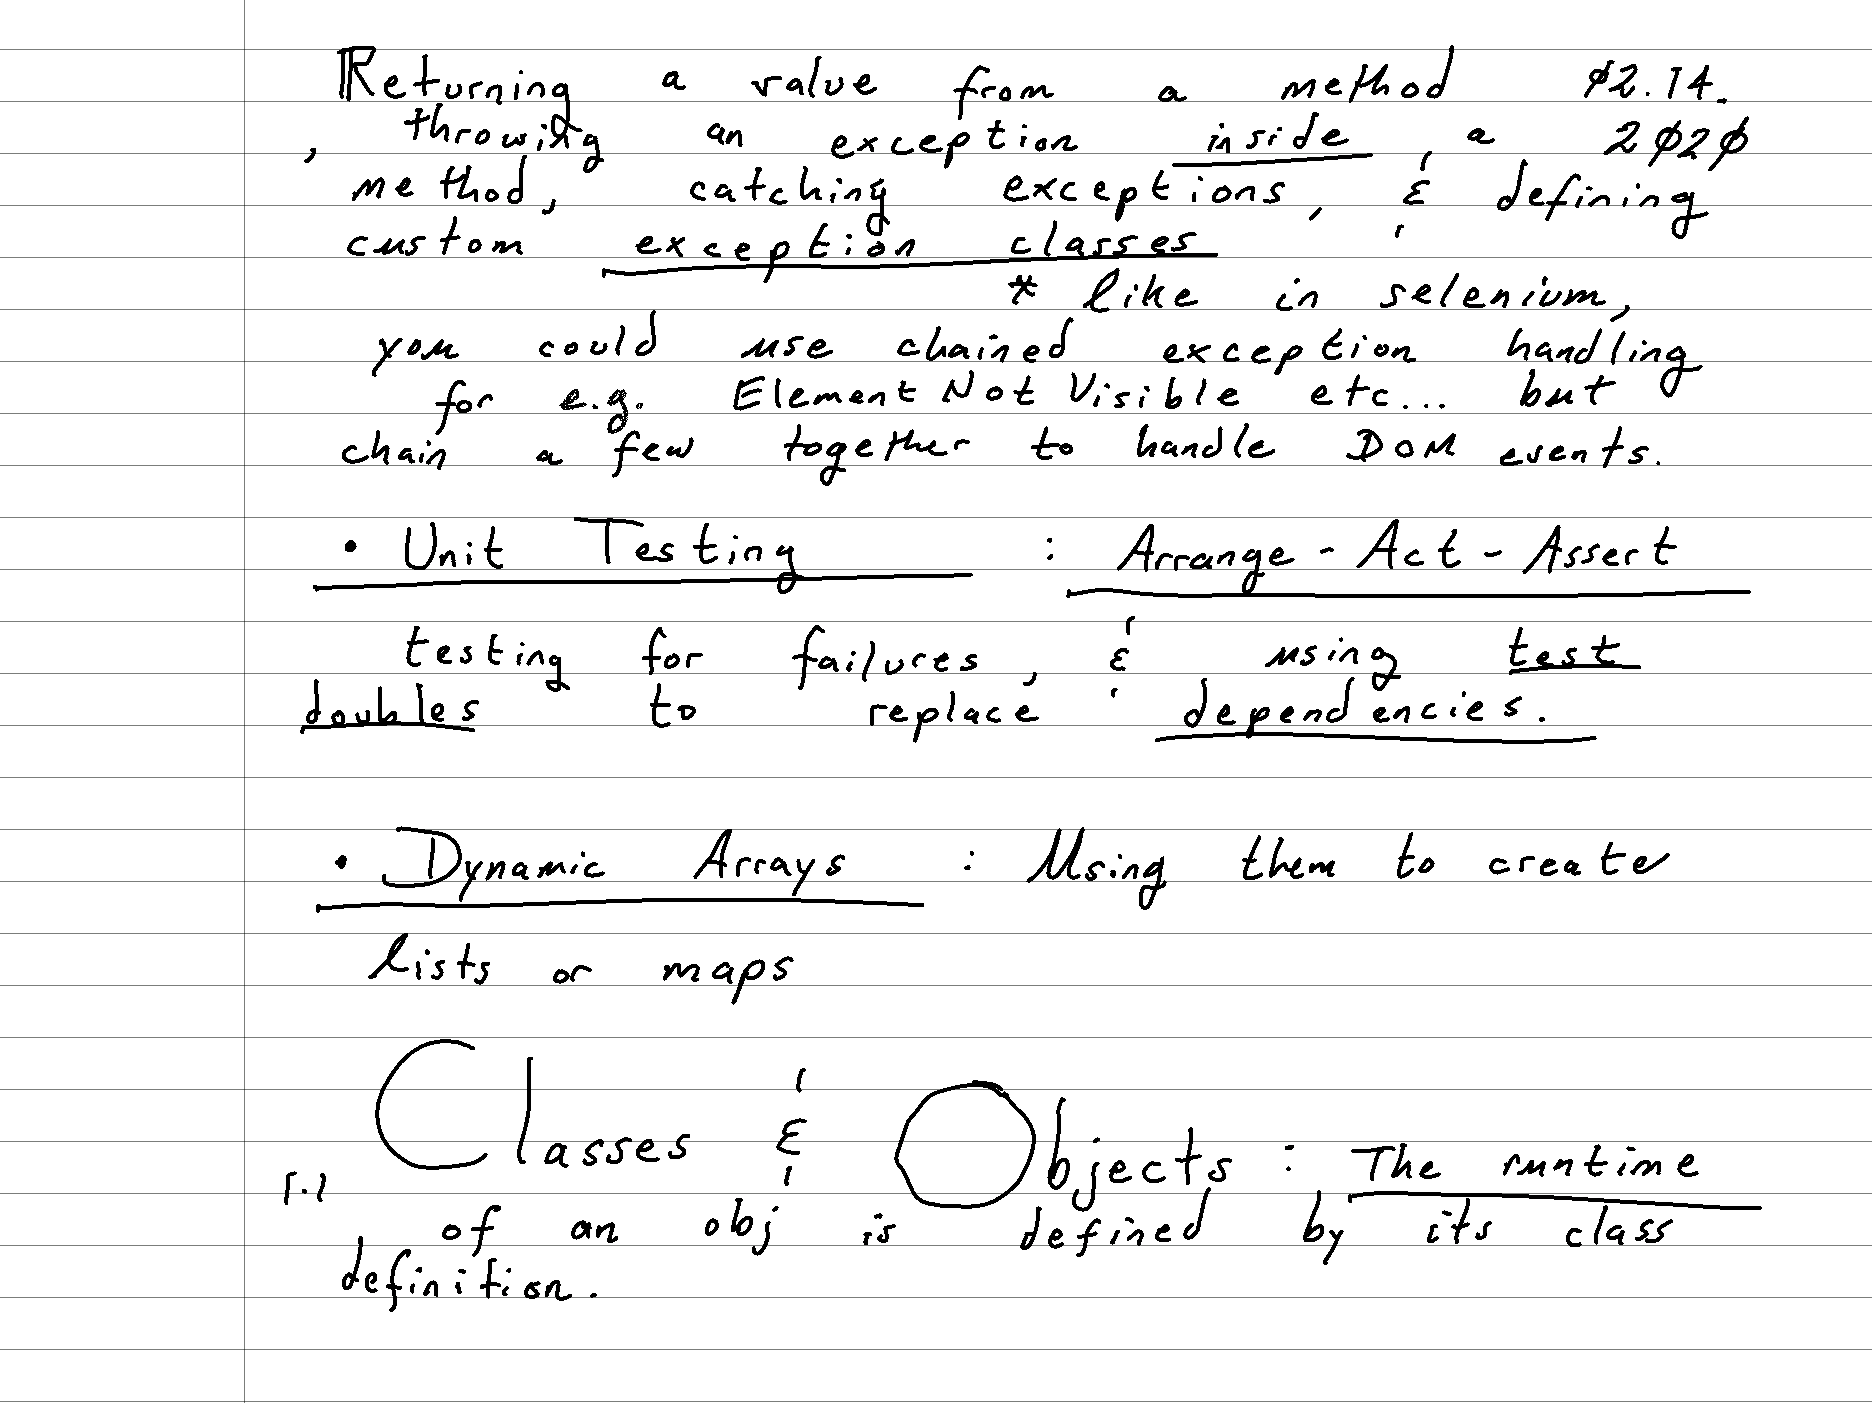 Returning a value from a method 02.14.
, throwing an exception inside a 2020
method, catching exceptions, & defining
custom exception classes
* like in selenium,
you could use chained exception handling
for e.g. Element Not Visible etc... but
chain a few together to handle DOM events.
• Unit Testing : Arrange - Act - Assert
testing for failures, & using test
doubles to replace dependencies.
• Dynamic Arrays : Using them to create
lists or maps
Classes & Objects : The runtime
1.1
of an obj is defined by its class
definition.